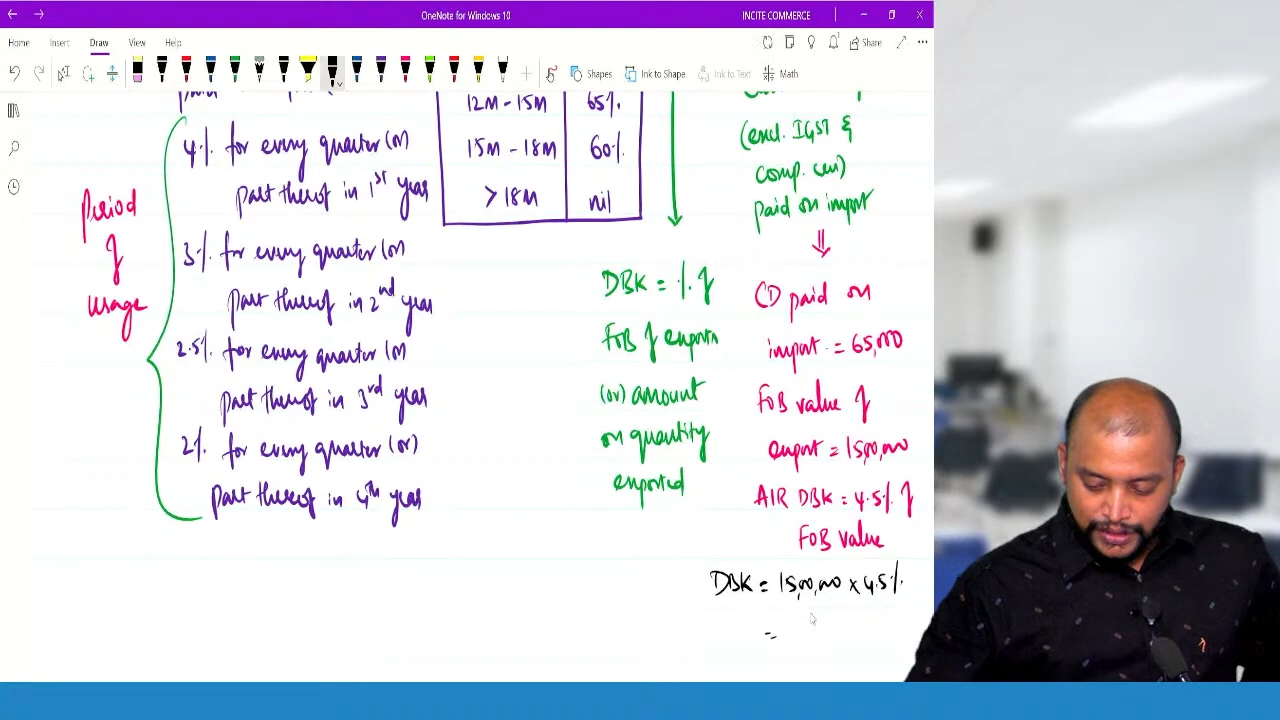 OneNote for Windows 10
INCITE COMMERCE
Home Insert Draw View Help
Share
Shapes
Ink to Shape
Ink to Text
Math
4% for every quarter (or)
part thereof in 1st year
3% for every quarter (or)
part thereof in 2nd year
2.5% for every quarter (or)
part thereof in 3rd year
2% for every quarter (or)
part thereof in 4th year
Period
of
usage
12M - 15M 65%
15M - 18M 60%
> 18M nil
DBK = % of
FOB of exports
(or) amount
on quantity
exported
(excl. IGST &
comp. cess)
paid on import
⇓
CD paid on
import = 65,000
FOB value of
export = 15,00,000
AIR DBK = 4.5% of
FOB value
DBK = 15,00,000 x 4.5%
=